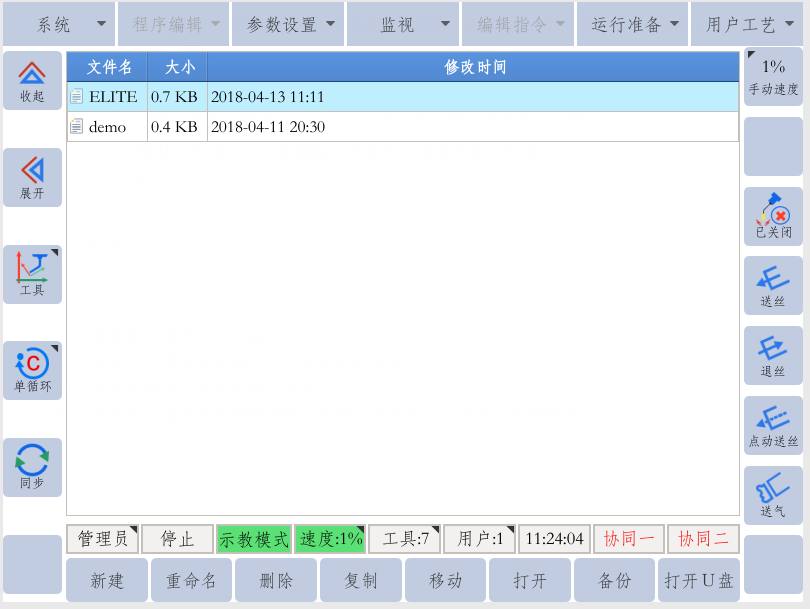 系统 程序编辑 参数设置 监视 编辑指令 运行准备 用户工艺
收起
展开
工具
C
单循环
同步
文件名 大小 修改时间
ELITE 0.7 KB 2018-04-13 11:11
demo 0.4 KB 2018-04-11 20:30
1%
手动速度
已关闭
送丝
退丝
点动送丝
送气
管理员 停止 示教模式 速度:1% 工具:7 用户:1 11:24:04 协同一 协同二
新建 重命名 删除 复制 移动 打开 备份 打开U盘